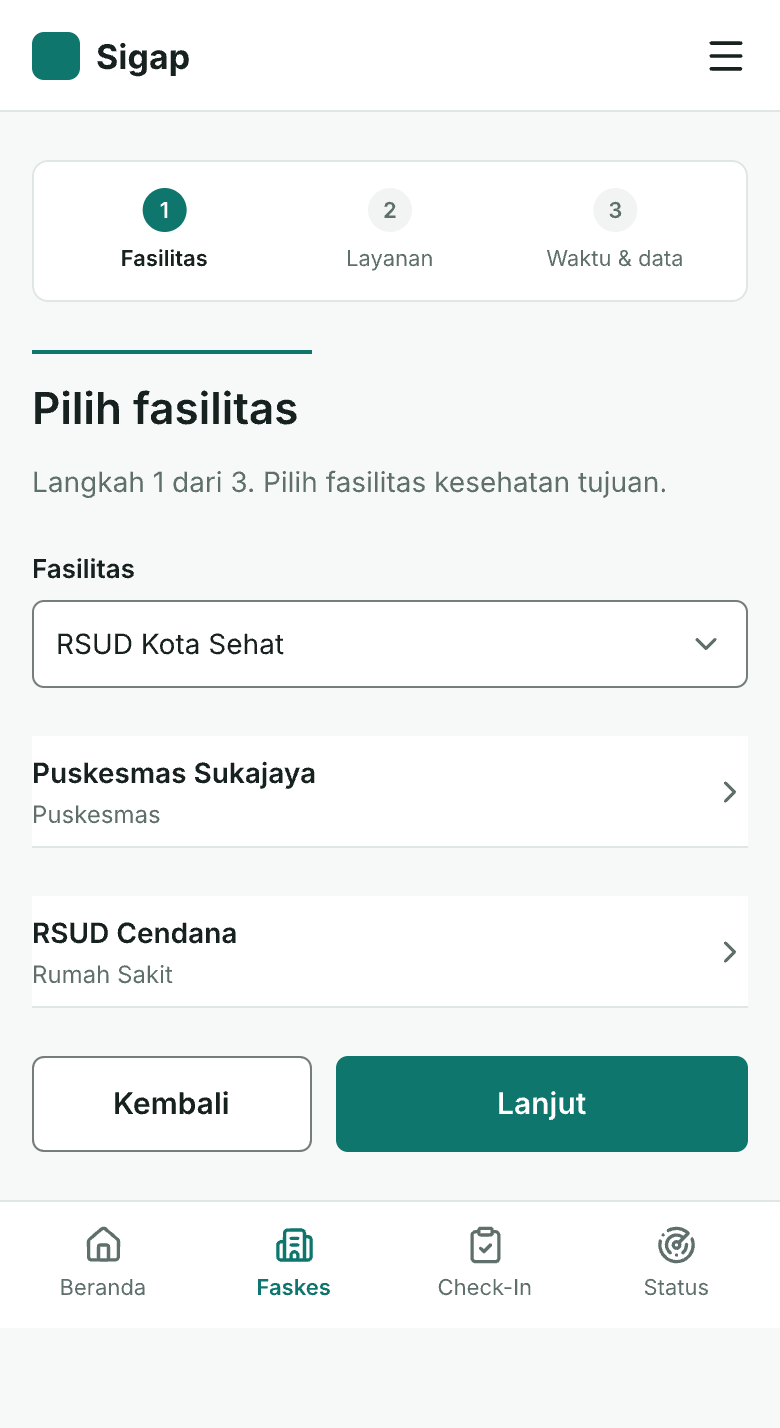 Sigap
1
2
3
Fasilitas
Layanan
Waktu & data
Pilih fasilitas
Langkah 1 dari 3. Pilih fasilitas kesehatan tujuan.
Fasilitas
RSUD Kota Sehat
Puskesmas Sukajaya
Puskesmas
RSUD Cendana
Rumah Sakit
Kembali
Lanjut
Beranda
Faskes
Check-In
Status